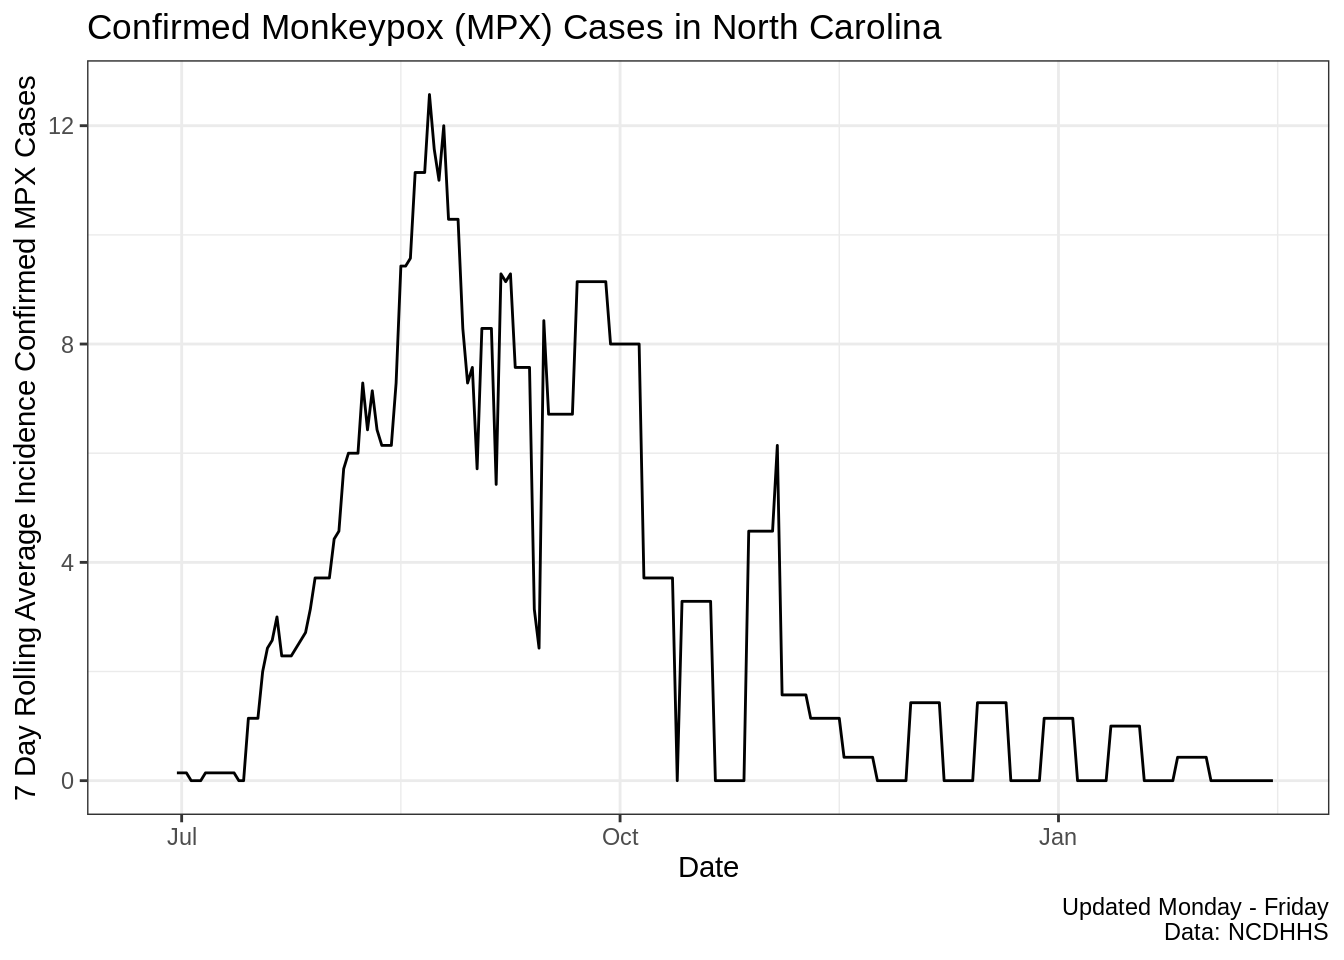 Confirmed Monkeypox (MPX) Cases in North Carolina
7 Day Rolling Average Incidence Confirmed MPX Cases
12
8
4
0
Jul
Oct
Jan
Date
Updated Monday - Friday
Data: NCDHHS